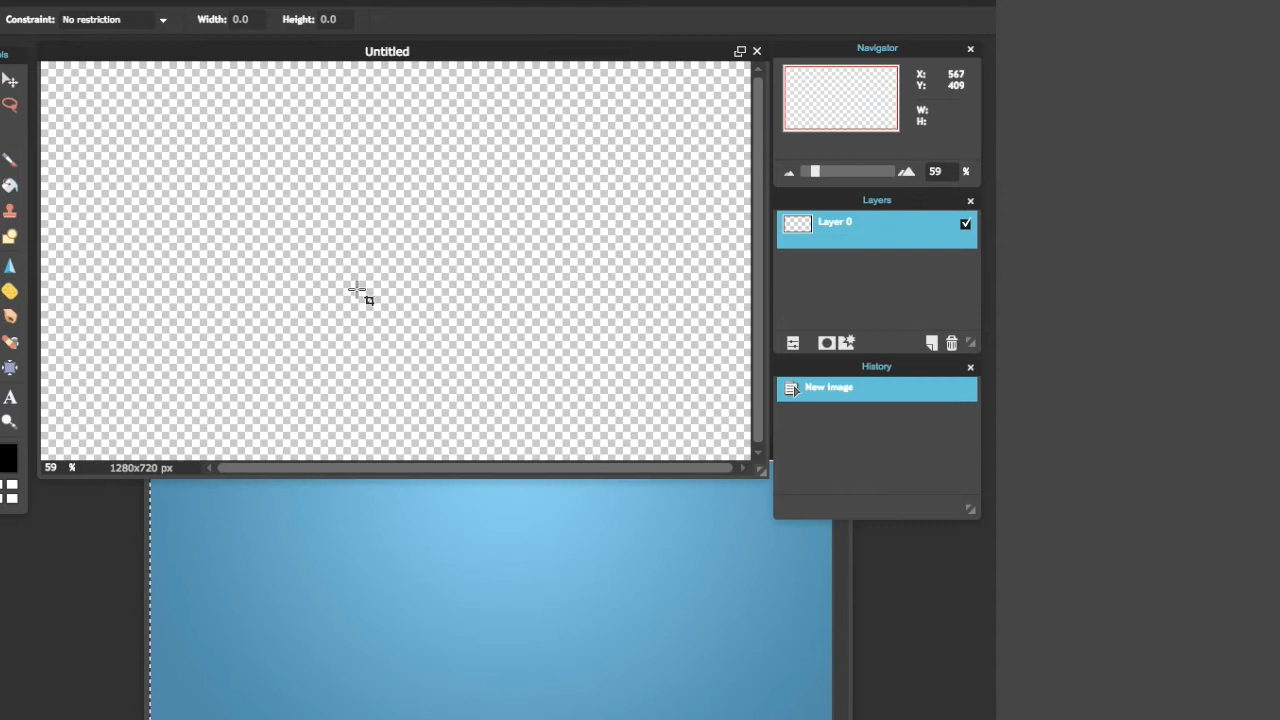 Constraint: No restriction Width: 0.0 Height: 0.0
ls
Untitled
Navigator
X: 567
Y: 409
W:
H:
59 %
Layers
Layer 0
History
New image
59 % 1280x720 px